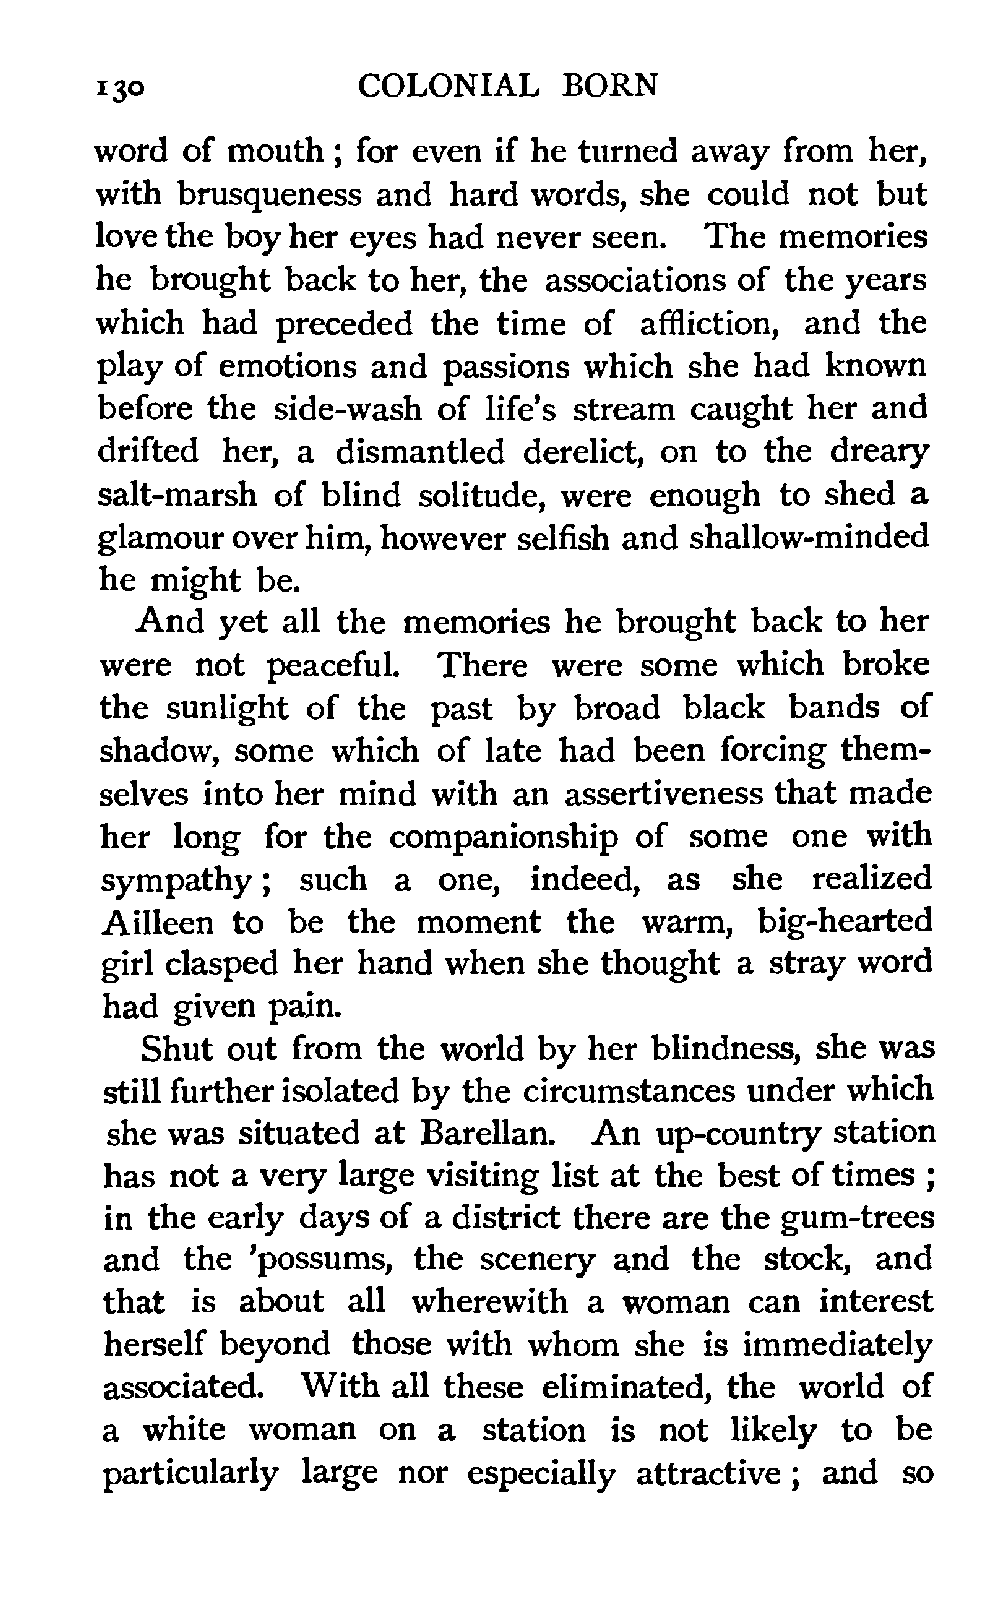 130 COLONIAL BORN
word of mouth ; for even if he turned away from her,
with brusqueness and hard words, she could not but
love the boy her eyes had never seen. The memories
he brought back to her, the associations of the years
which had preceded the time of affliction, and the
play of emotions and passions which she had known
before the side-wash of life's stream caught her and
drifted her, a dismantled derelict, on to the dreary
salt-marsh of blind solitude, were enough to shed a
glamour over him, however selfish and shallow-minded
he might be.
And yet all the memories he brought back to her
were not peaceful. There were some which broke
the sunlight of the past by broad black bands of
shadow, some which of late had been forcing them-
selves into her mind with an assertiveness that made
her long for the companionship of some one with
sympathy ; such a one, indeed, as she realized
Ailleen to be the moment the warm, big-hearted
girl clasped her hand when she thought a stray word
had given pain.
Shut out from the world by her blindness, she was
still further isolated by the circumstances under which
she was situated at Barellan. An up-country station
has not a very large visiting list at the best of times ;
in the early days of a district there are the gum-trees
and the 'possums, the scenery and the stock, and
that is about all wherewith a woman can interest
herself beyond those with whom she is immediately
associated. With all these eliminated, the world of
a white woman on a station is not likely to be
particularly large nor especially attractive ; and so